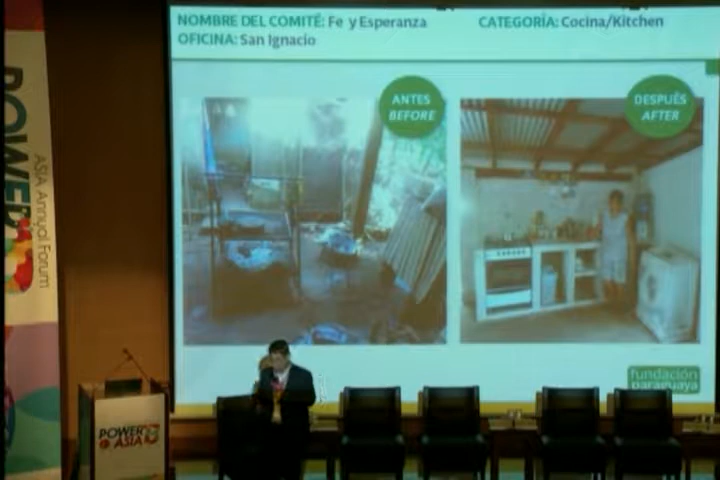 NOMBRE DEL COMITÉ: Fe y Esperanza
CATEGORÍA: Cocina/Kitchen
OFICINA: San Ignacio
ANTES
BEFORE
DESPUÉS
AFTER
fundación
paraguaya
POWER
ASIA Annual Forum
POWER
ASIA